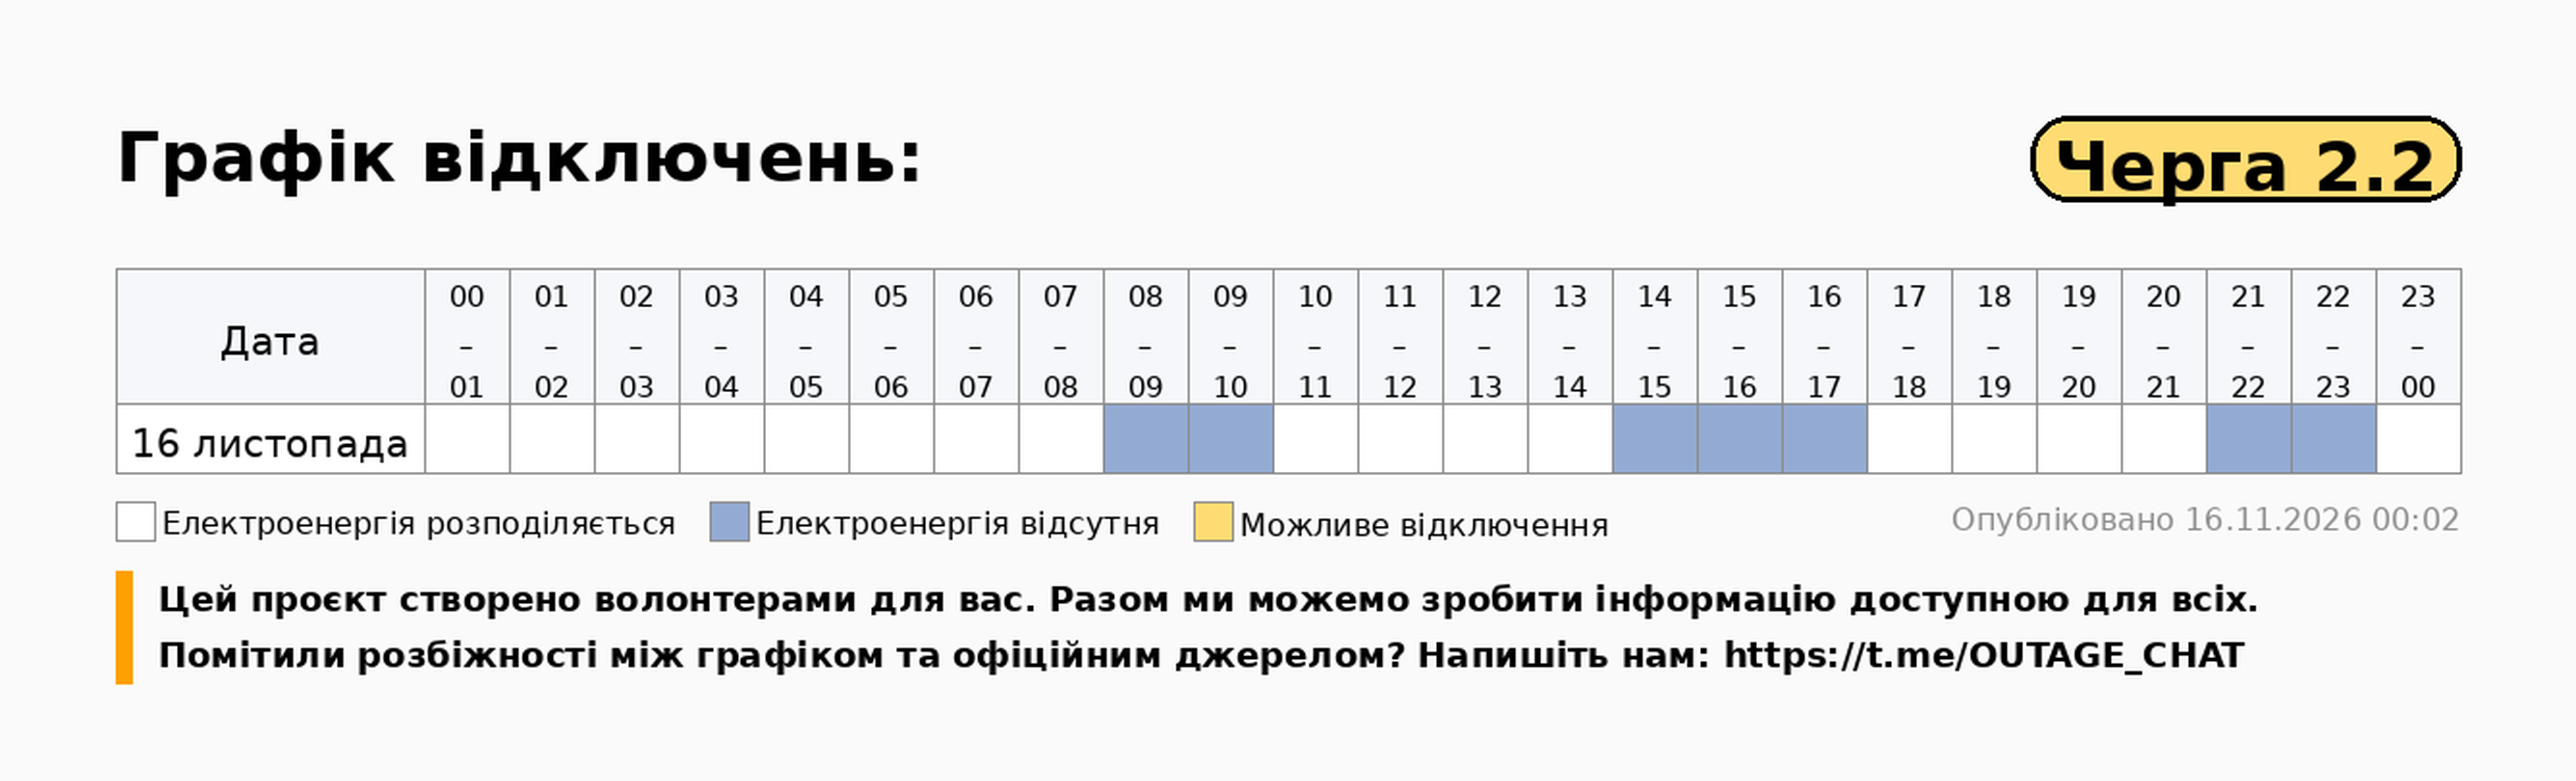 Графік відключень:
Черга 2.2
Дата 00 – 01 01 – 02 02 – 03 03 – 04 04 – 05 05 – 06 06 – 07 07 – 08 08 – 09 09 – 10 10 – 11 11 – 12 12 – 13 13 – 14 14 – 15 15 – 16 16 – 17 17 – 18 18 – 19 19 – 20 20 – 21 21 – 22 22 – 23 23 – 00
16 листопада
Електроенергія розподіляється Електроенергія відсутня Можливе відключення Опубліковано 16.11.2026 00:02
Цей проєкт створено волонтерами для вас. Разом ми можемо зробити інформацію доступною для всіх.
Помітили розбіжності між графіком та офіційним джерелом? Напишіть нам: https://t.me/OUTAGE_CHAT